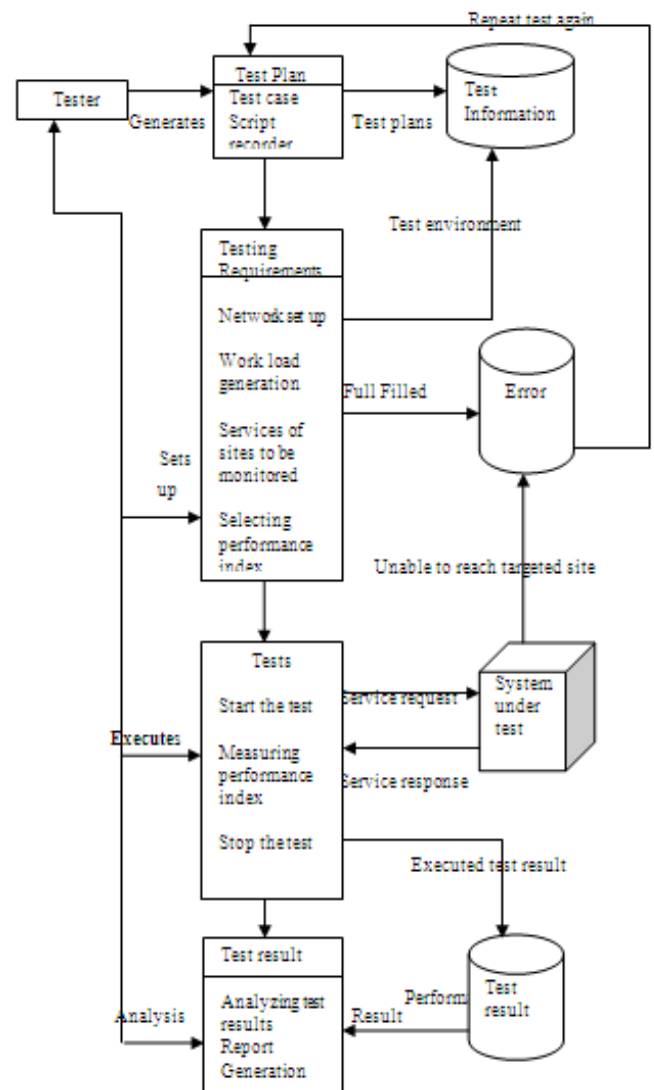 Repeat test again
Test Plan
Tester
Test case
Script
recorder
Generates
Test plans
Test
Information
Test environment
Testing
Requirements
Network set up
Work load
generation
Services of
sites to be
monitored
Selecting
performance
index
Full Filled
Error
Sets
up
Unable to reach targeted site
Tests
Start the test
Measuring
performance
index
Stop the test
Service request
Service response
System
under
test
Executes
Executed test result
Test result
Analyzing test
results
Report
Generation
Analysis
Perform
Result
Test
result